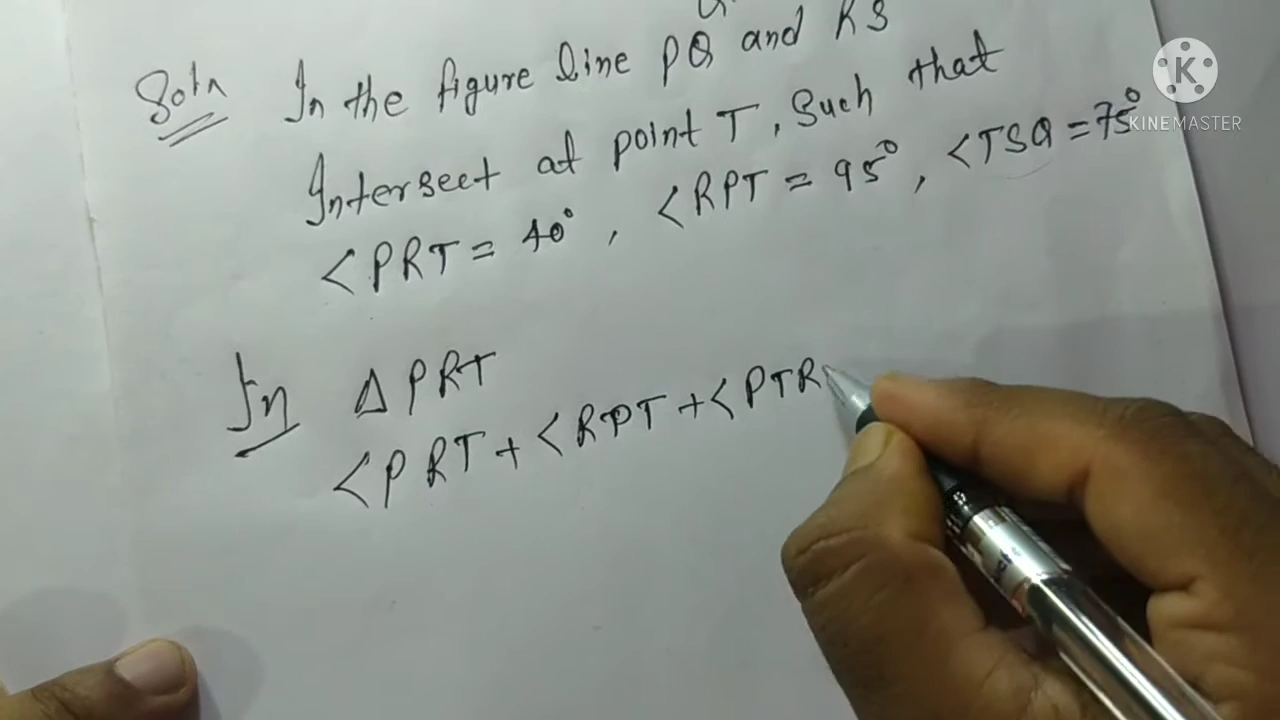 Soln In the figure line PQ and RS
Intersect at point T, Such that
<PRT = 40°, <RPT = 95°, <TSQ = 75°
In Δ PRT
<PRT + <RPT + <PTR
K
KINEMASTER